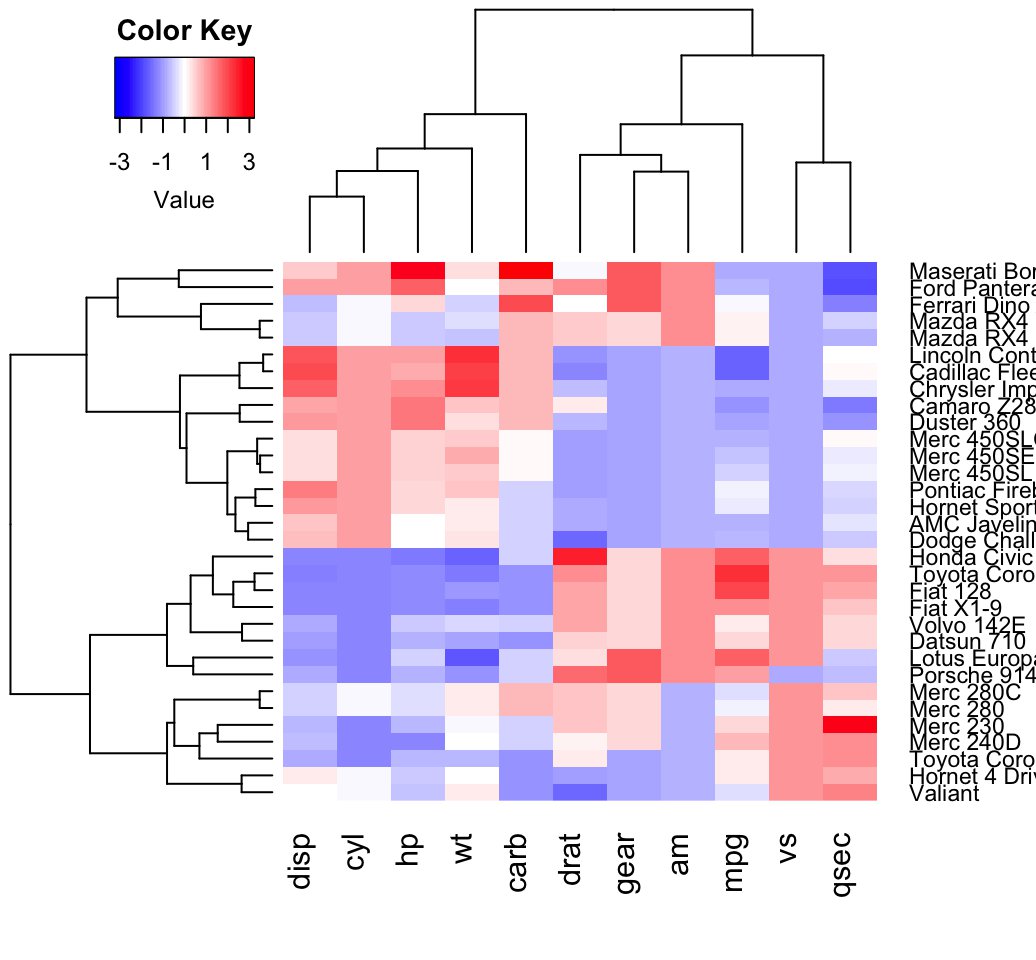 Color Key
-3 -1 1 3
Value
Maserati Bor
Ford Pantera
Ferrari Dino
Mazda RX4
Mazda RX4
Lincoln Cont
Cadillac Flee
Chrysler Imp
Camaro Z28
Duster 360
Merc 450SLC
Merc 450SE
Merc 450SL
Pontiac Fireb
Hornet Sport
AMC Javelin
Dodge Chall
Honda Civic
Toyota Coro
Fiat 128
Fiat X1-9
Volvo 142E
Datsun 710
Lotus Europa
Porsche 914
Merc 280C
Merc 280
Merc 230
Merc 240D
Toyota Coro
Hornet 4 Driv
Valiant
disp cyl hp wt carb drat gear am mpg vs qsec